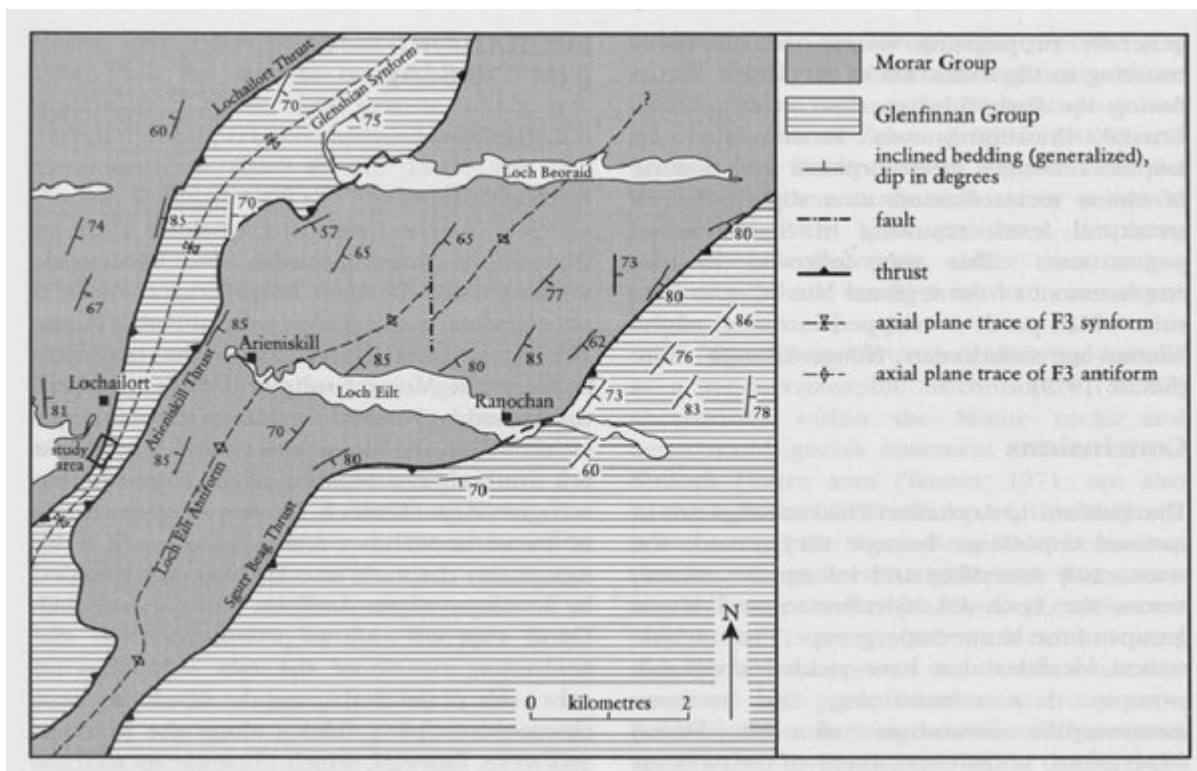 Lochailort Thrust
60
70
Glenshian Synform
75
?
Loch Beoraid
74
85
70
57
65
65
67
73
77
80
80
85
Arieniskill
85
80
85
62
86
76
Lochailort
Loch Eilt
Ranochan
73
83
78
81
study
area
Arieniskill Thrust
85
70
80
60
70
Loch Eilt Antiform
Sgurr Beag Thrust
N
0 kilometres 2
Morar Group
Glenfinnan Group
inclined bedding (generalized),
dip in degrees
fault
thrust
axial plane trace of F3 synform
axial plane trace of F3 antiform